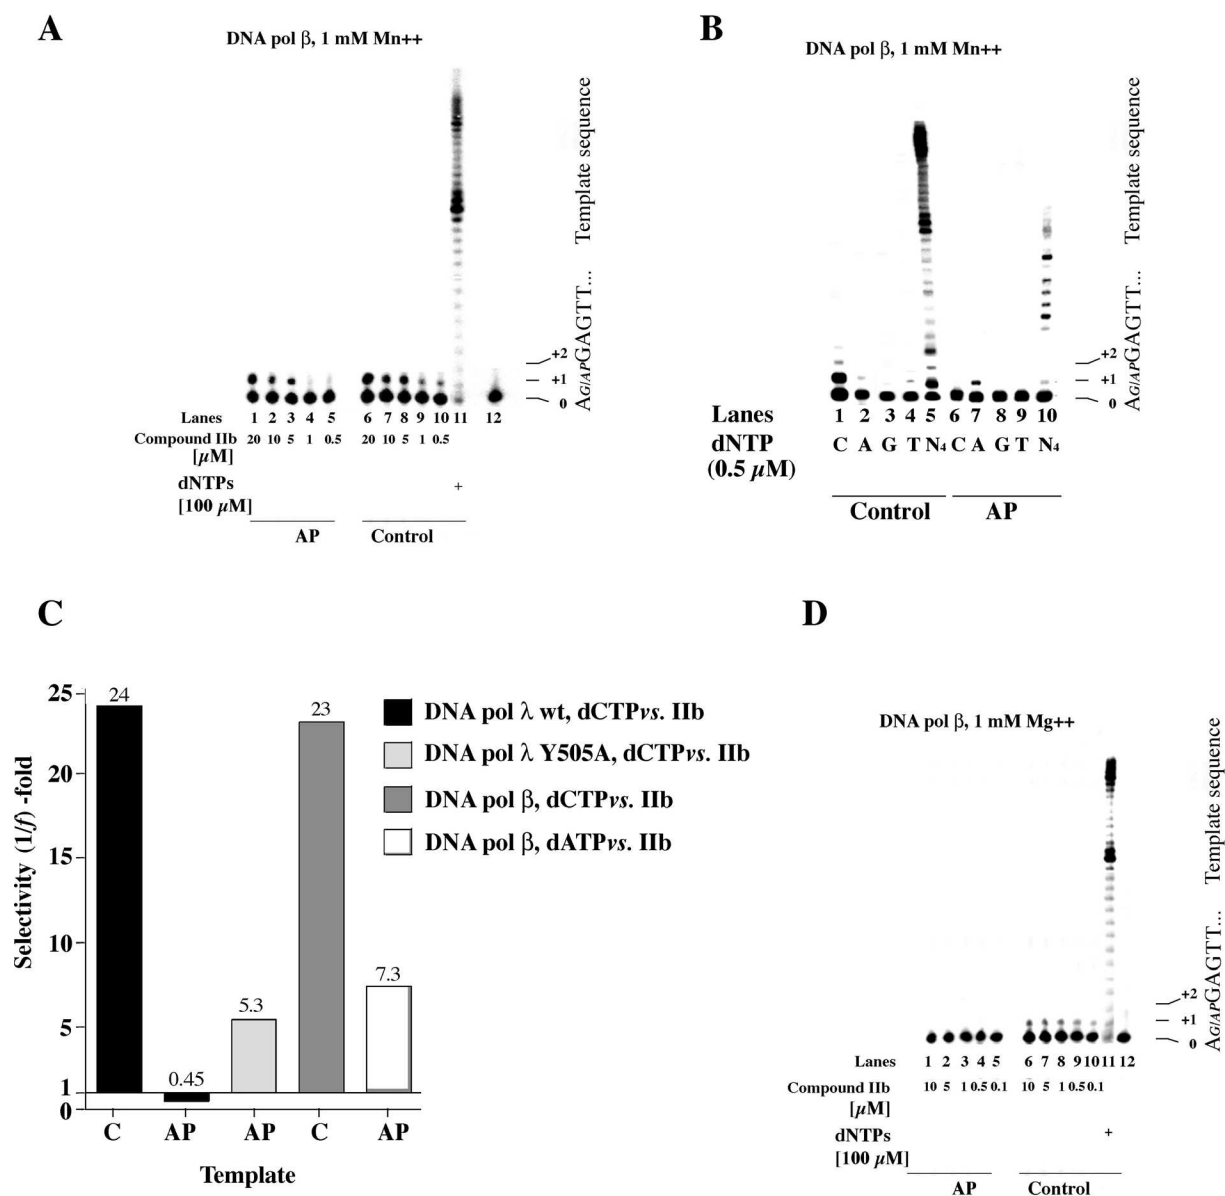 A
DNA pol β, 1 mM Mn++
Template sequence
AG/APGAGTT...
+2
+1
0
Lanes 1 2 3 4 5 6 7 8 9 10 11 12
Compound IIb 20 10 5 1 0.5 20 10 5 1 0.5
[µM]
dNTPs +
[100 µM]
AP Control
B
DNA pol β, 1 mM Mn++
Template sequence
AG/APGAGTT...
+2
+1
0
Lanes 1 2 3 4 5 6 7 8 9 10
dNTP C A G T N4 C A G T N4
(0.5 µM)
Control AP
C
Selectivity (1/f) -fold
25
20
15
10
5
1
0
24
0.45
5.3
23
7.3
C AP AP C AP
Template
DNA pol λ wt, dCTPvs. IIb
DNA pol λ Y505A, dCTPvs. IIb
DNA pol β, dCTPvs. IIb
DNA pol β, dATPvs. IIb
D
DNA pol β, 1 mM Mg++
Template sequence
AG/APGAGTT...
+2
+1
0
Lanes 1 2 3 4 5 6 7 8 9 10 11 12
Compound IIb 10 5 1 0.5 0.1 10 5 1 0.5 0.1
[µM]
dNTPs +
[100 µM]
AP Control